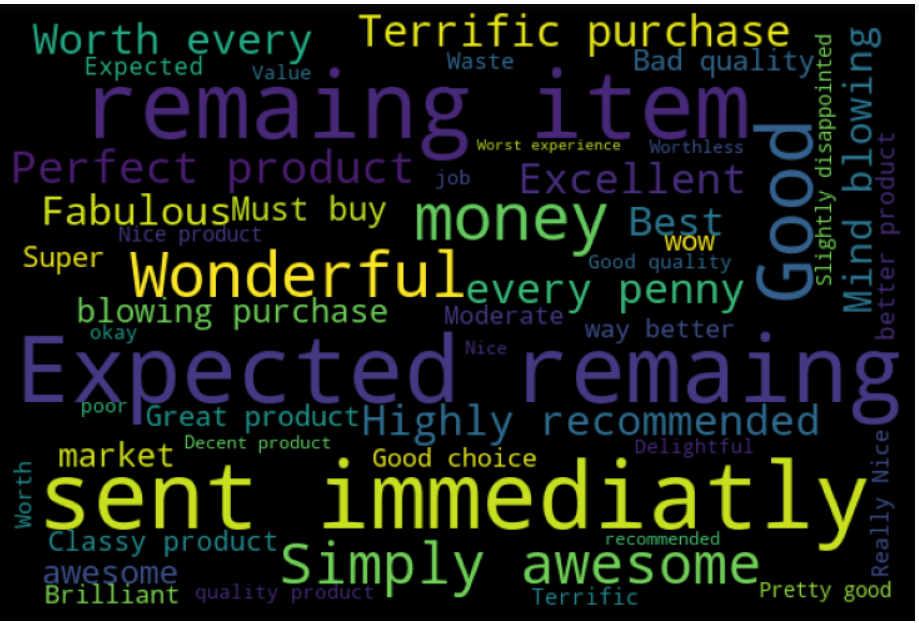 Worth every
Terrific purchase
Expected
Value
Waste
Bad quality
remaing item
Worst experience
Worthless
Perfect product
job
Excellent
Good
Slightly disappointed
Mind blowing
better product
Fabulous
Must buy
money
Best
Nice product
wow
Super
Wonderful
Good quality
every penny
blowing purchase
Moderate
way better
okay
Expected remaing
Nice
poor
Great product
Highly recommended
Decent product
Delightful
market
Good choice
Worth
sent immediatly
Really Nice
Classy product
recommended
Simply awesome
awesome
Brilliant
quality product
Terrific
Pretty good